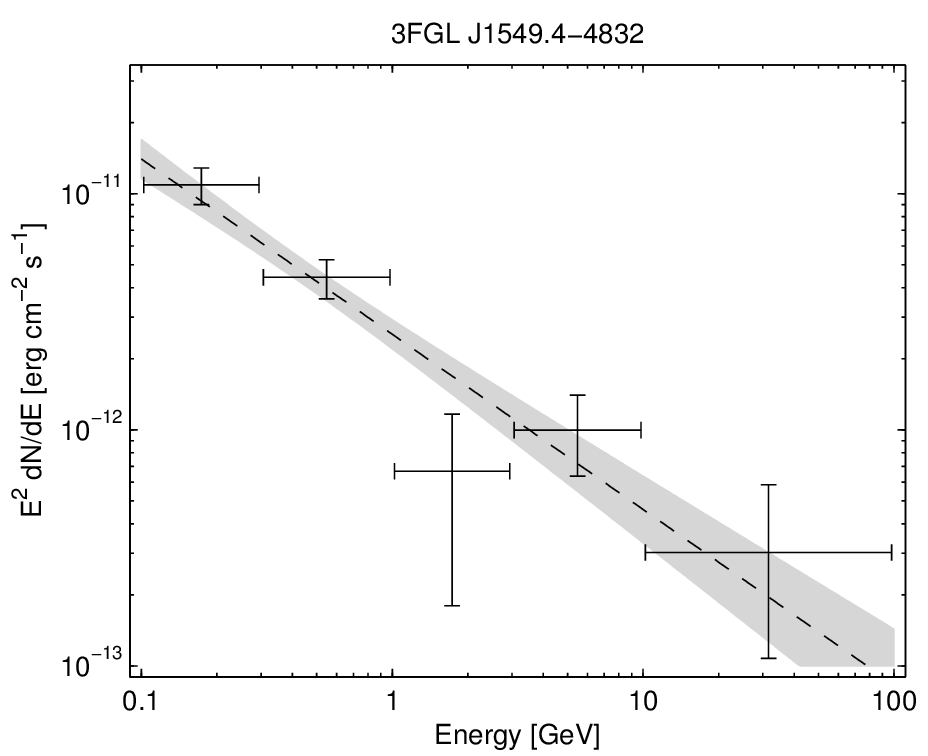 3FGL J1549.4−4832
10⁻¹¹
10⁻¹²
10⁻¹³
E² dN/dE [erg cm⁻² s⁻¹]
0.1 1 10 100
Energy [GeV]